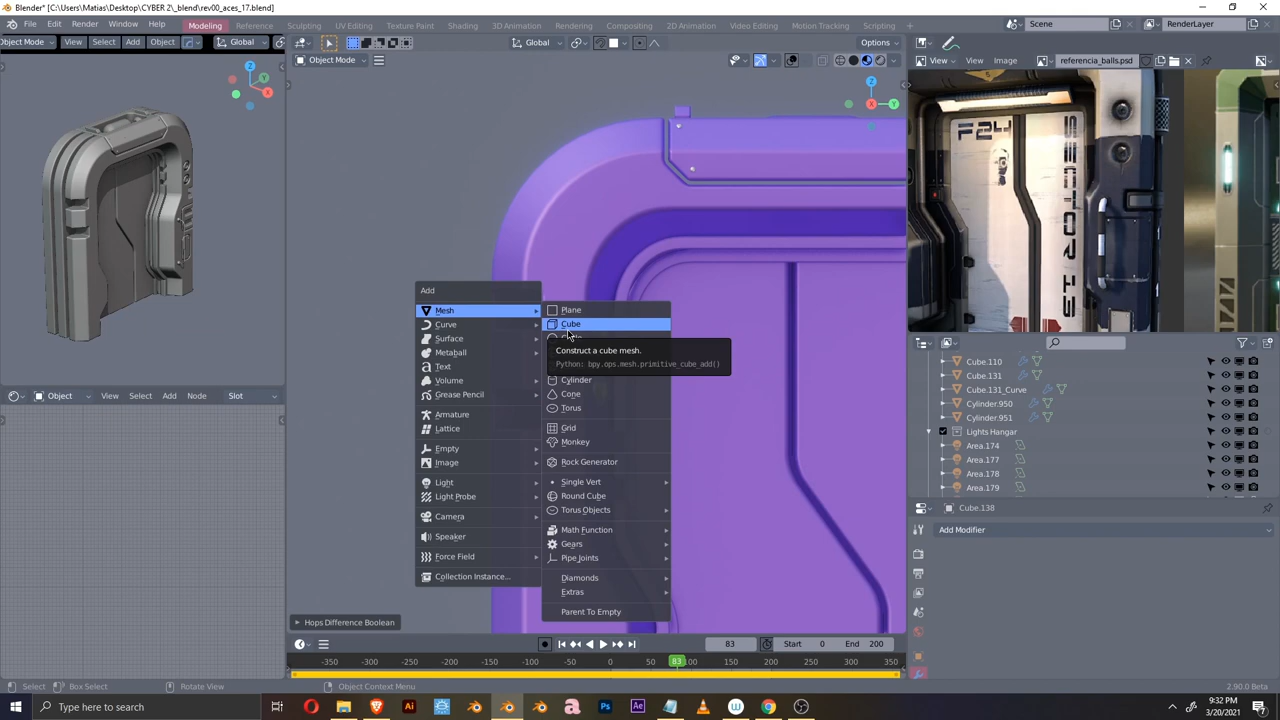 Blender* [C:\Users\Matias\Desktop\CYBER 2\_blend\rev00_aces_17.blend]
File Edit Render Window Help Modeling Reference Sculpting UV Editing Texture Paint Shading 3D Animation Rendering Compositing 2D Animation Video Editing Motion Tracking Scripting Scene RenderLayer
Object Mode View Select Add Object Global
Global Options
Object Mode
View View Image referencia_balls.psd
F24
SECTOR
Add
Mesh
Curve
Surface
Metaball
Text
Volume
Grease Pencil
Armature
Lattice
Empty
Image
Light
Light Probe
Camera
Speaker
Force Field
Collection Instance...
Plane
Cube
Construct a cube mesh.
Python: bpy.ops.mesh.primitive_cube_add()
Cylinder
Cone
Torus
Grid
Monkey
Rock Generator
Single Vert
Round Cube
Torus Objects
Math Function
Gears
Pipe Joints
Diamonds
Extras
Parent To Empty
Object View Select Add Node Slot
Cube.110
Cube.131
Cube.131_Curve
Cylinder.950
Cylinder.951
Lights Hangar
Area.174
Area.177
Area.178
Area.179
Cube.138
Add Modifier
Hops Difference Boolean
83 Start 0 End 200
-350 -300 -250 -200 -150 -100 -50 0 50 83 100 150 200 250 300 350
Select Box Select Rotate View Object Context Menu 2.90.0
Type here to search
9:32 PM
3/20/2021